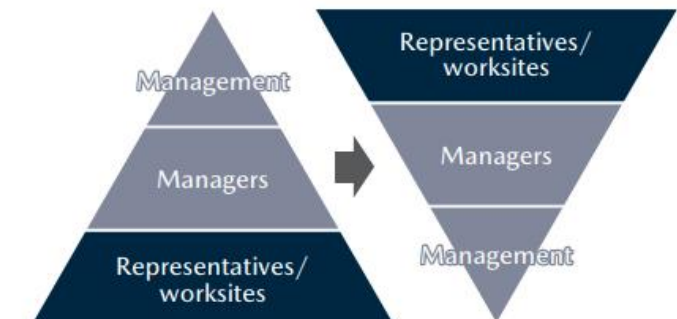 Management
Managers
Representatives/
worksites
Representatives/
worksites
Managers
Management